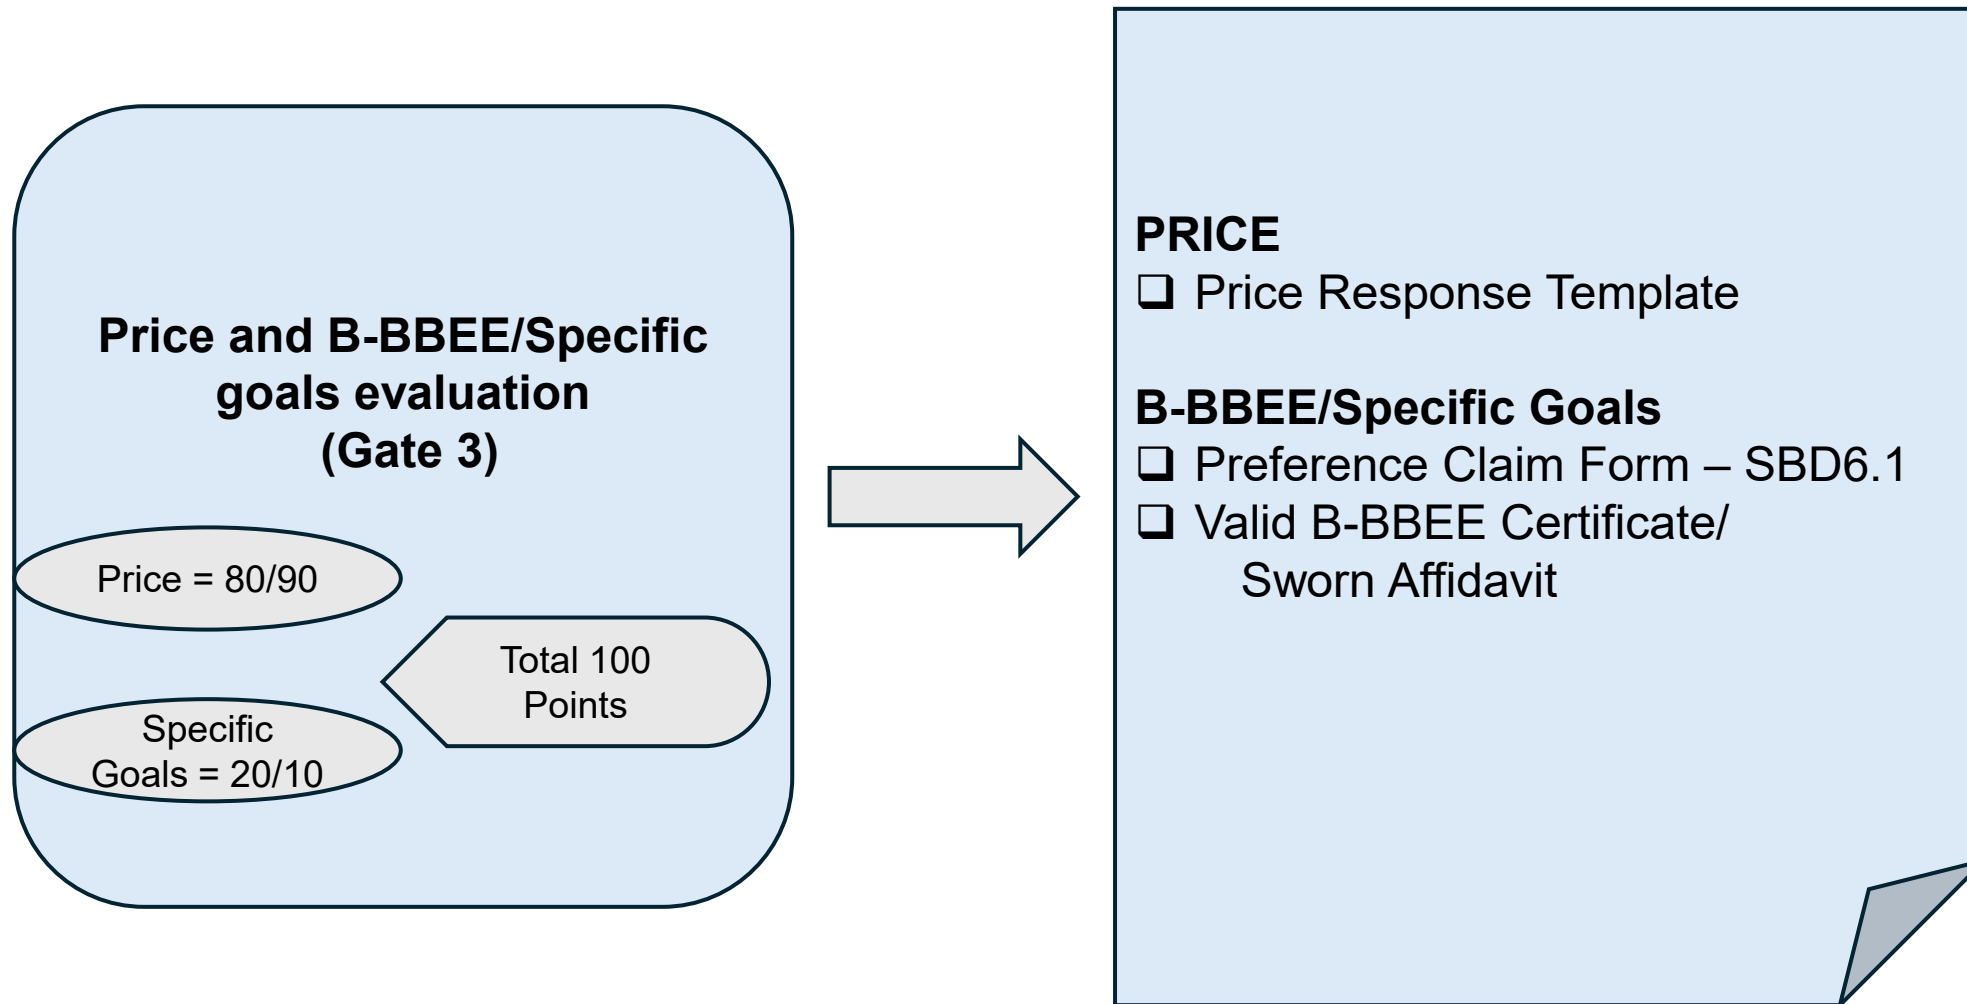 Price and B-BBEE/Specific
goals evaluation
(Gate 3)
Price = 80/90
Total 100
Points
Specific
Goals = 20/10
PRICE
❑ Price Response Template
B-BBEE/Specific Goals
❑ Preference Claim Form – SBD6.1
❑ Valid B-BBEE Certificate/
Sworn Affidavit